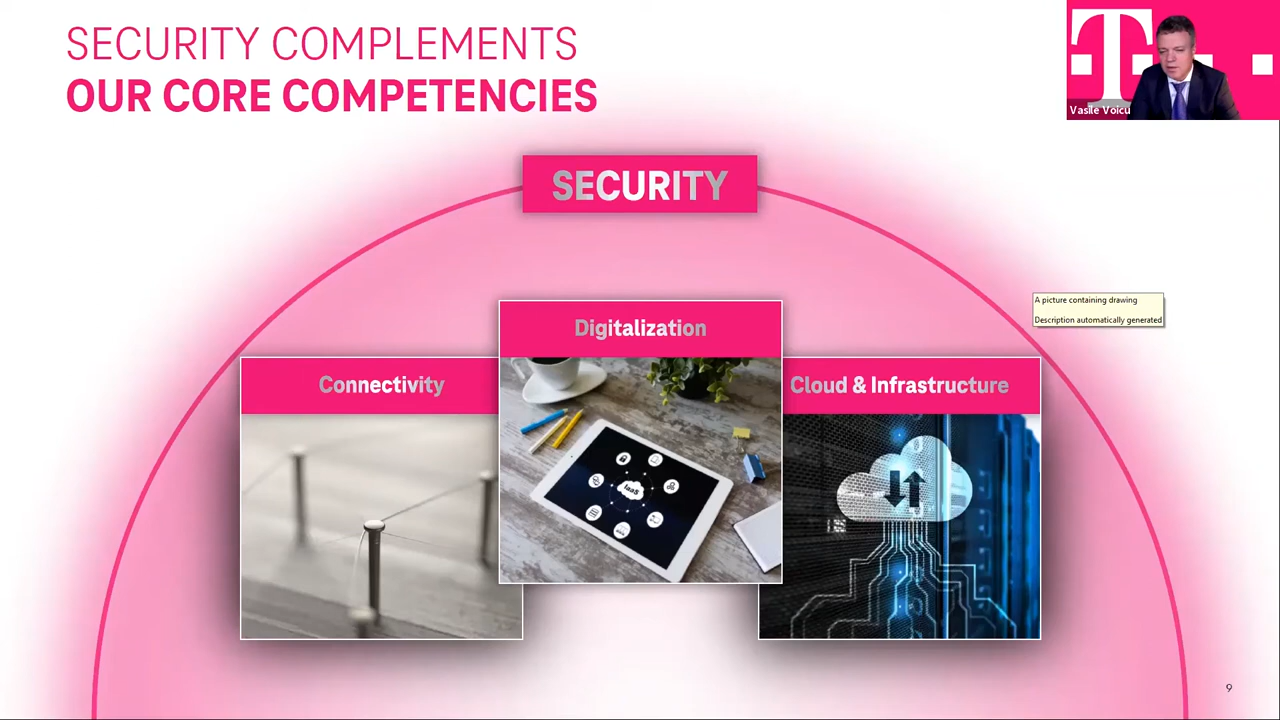 SECURITY COMPLEMENTS
OUR CORE COMPETENCIES
T
Vasile Voicu
SECURITY
A picture containing drawing
Description automatically generated
Digitalization
Connectivity
Cloud & Infrastructure
IaaS
9